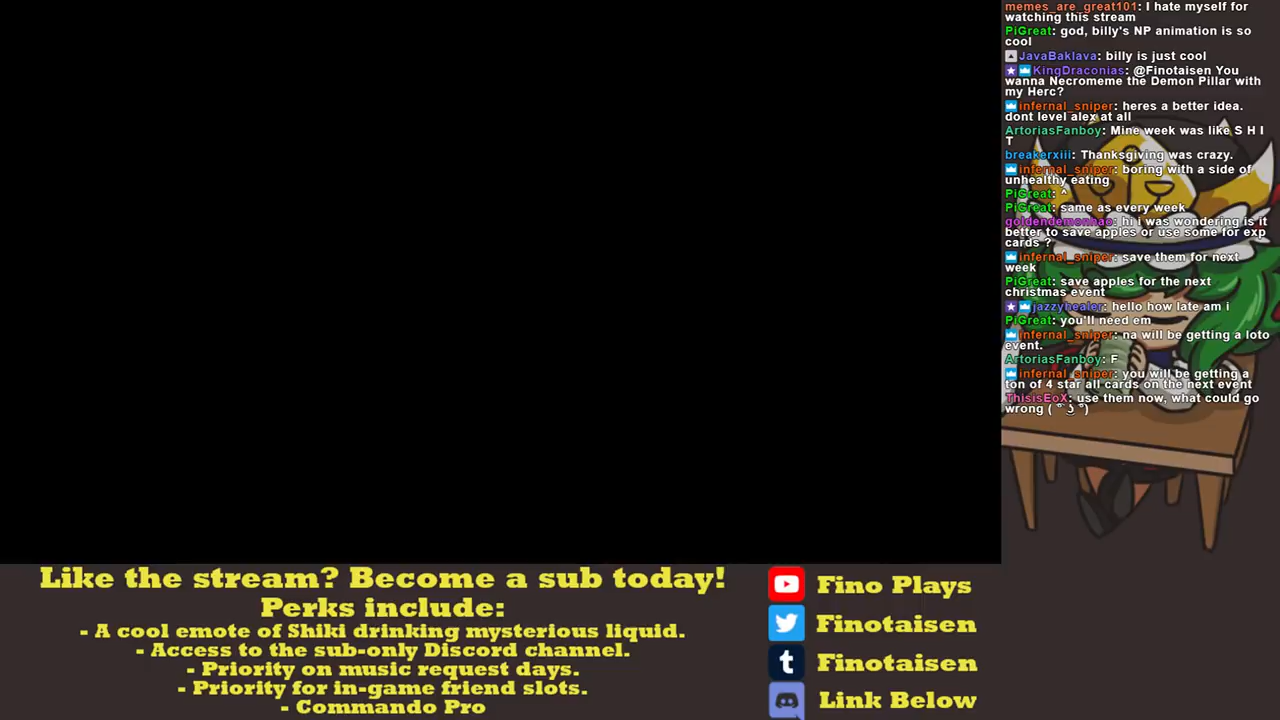 memes_are_great101: I hate myself for
watching this stream
PiGreat: god, billy's NP animation is so
cool
JavaBaklava: billy is just cool
KingDraconias: @Finotaisen You
wanna Necromeme the Demon Pillar with
my Herc?
infernal_sniper: heres a better idea.
dont level alex at all
ArtoriasFanboy: Mine week was like S H I
T
breakerxiii: Thanksgiving was crazy.
infernal_sniper: boring with a side of
unhealthy eating
PiGreat: ^
PiGreat: same as every week
goldendemonhao: hi i was wondering is it
better to save apples or use some for exp
cards ?
infernal_sniper: save them for next
week
PiGreat: save apples for the next
christmas event
jazzyhealer: hello how late am i
PiGreat: you'll need em
infernal_sniper: na will be getting a loto
event.
ArtoriasFanboy: F
infernal_sniper: you will be getting a
ton of 4 star all cards on the next event
ThisisEoX: use them now, what could go
wrong ( ͡° ͜ʖ ͡°)
Like the stream? Become a sub today!
Perks include:
- A cool emote of Shiki drinking mysterious liquid.
- Access to the sub-only Discord channel.
- Priority on music request days.
- Priority for in-game friend slots.
- Commando Pro
Fino Plays
Finotaisen
Finotaisen
Link Below